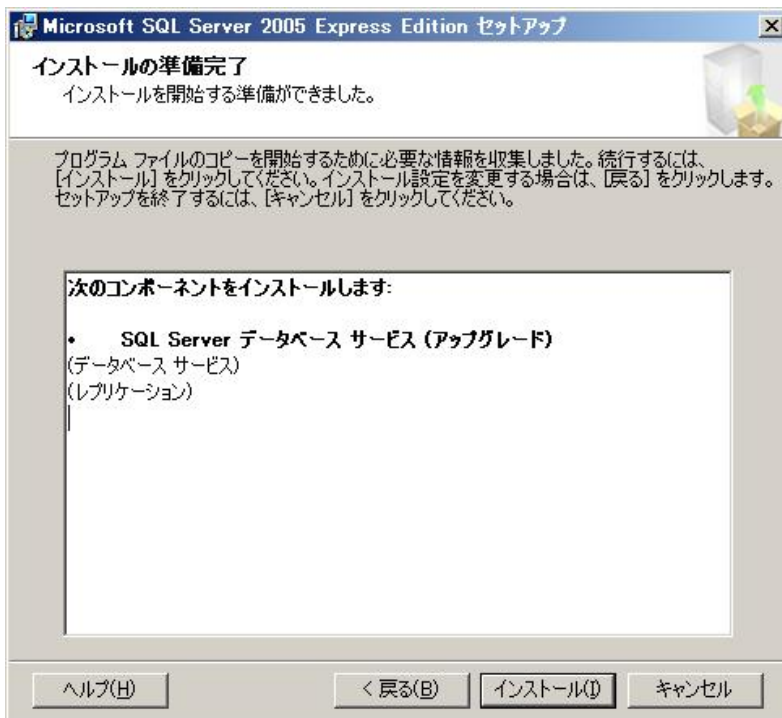 Microsoft SQL Server 2005 Express Edition セットアップ
インストールの準備完了
インストールを開始する準備ができました。
プログラム ファイルのコピーを開始するために必要な情報を収集しました。続行するには、
[インストール] をクリックしてください。インストール設定を変更する場合は、[戻る] をクリックします。
セットアップを終了するには、[キャンセル] をクリックしてください。
次のコンポーネントをインストールします:
• SQL Server データベース サービス (アップグレード)
(データベース サービス)
(レプリケーション)
ヘルプ(H)
< 戻る(B)
インストール(I)
キャンセル